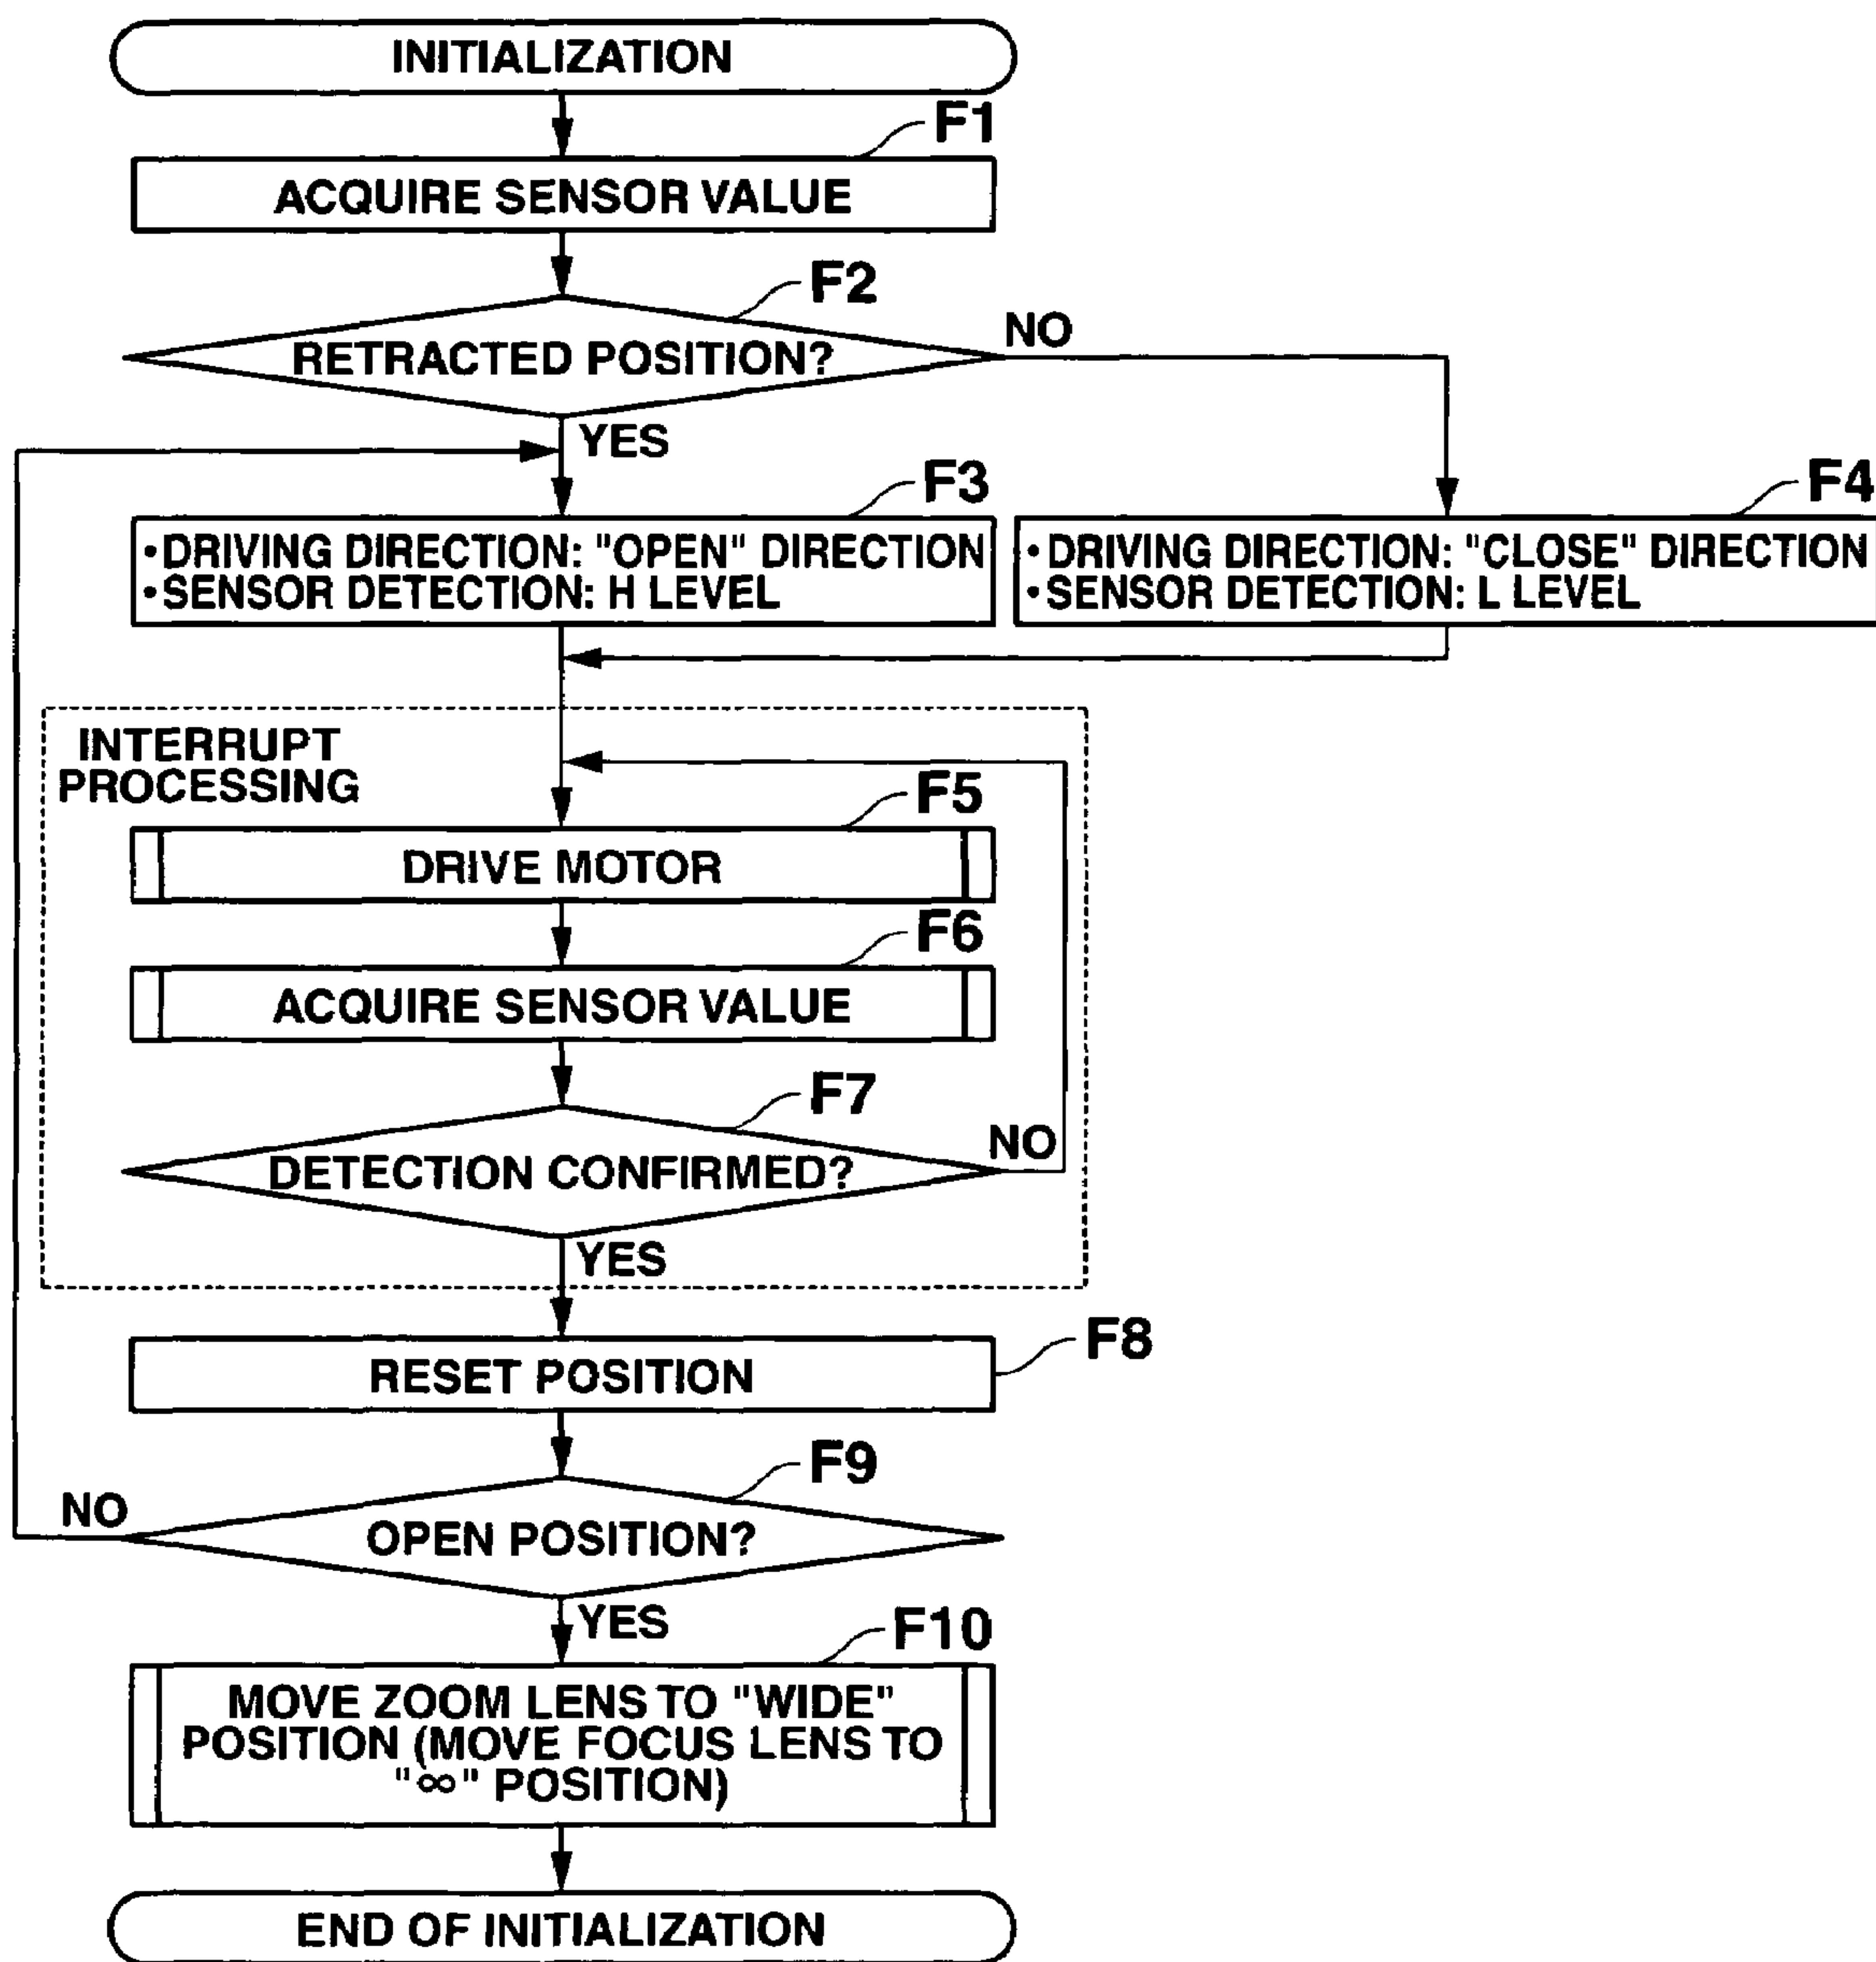 INITIALIZATION
F1
ACQUIRE SENSOR VALUE
F2
RETRACTED POSITION?
NO
YES
F3
•DRIVING DIRECTION: "OPEN" DIRECTION
•SENSOR DETECTION: H LEVEL
F4
•DRIVING DIRECTION: "CLOSE" DIRECTION
•SENSOR DETECTION: L LEVEL
INTERRUPT
PROCESSING
F5
DRIVE MOTOR
F6
ACQUIRE SENSOR VALUE
F7
DETECTION CONFIRMED?
NO
YES
F8
RESET POSITION
F9
OPEN POSITION?
NO
YES
F10
MOVE ZOOM LENS TO "WIDE"
POSITION (MOVE FOCUS LENS TO
"∞" POSITION)
END OF INITIALIZATION